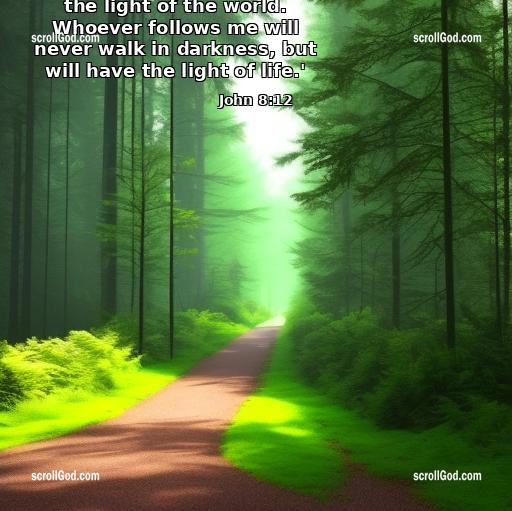 the light of the world.
Whoever follows me will
scrollGod.com
scrollGod.com
never walk in darkness, but
will have the light of life.'
John 8:12
scrollGod.com
scrollGod.com